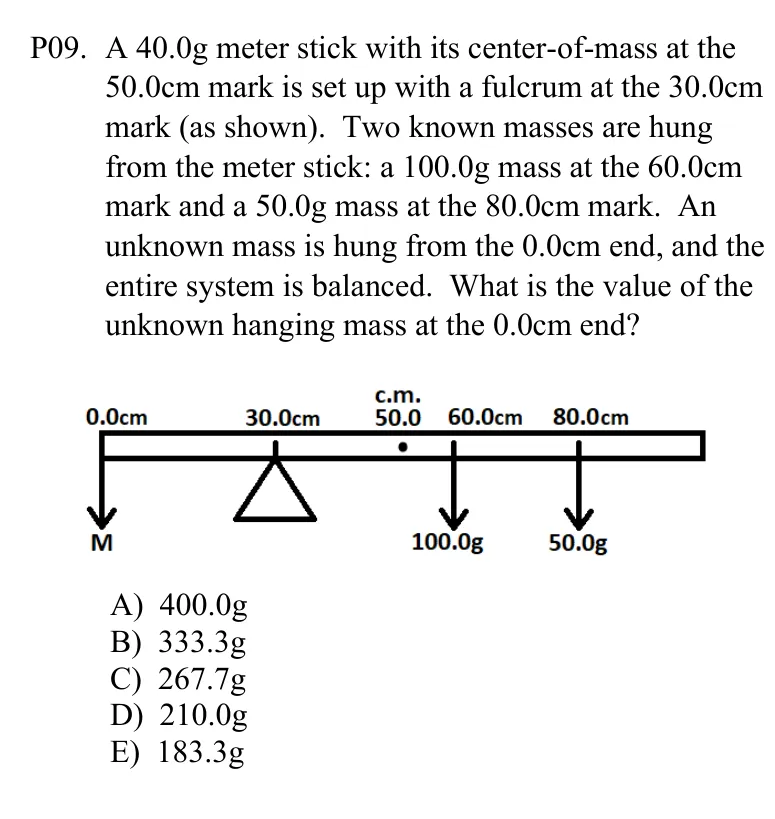 P09. A 40.0g meter stick with its center-of-mass at the
50.0cm mark is set up with a fulcrum at the 30.0cm
mark (as shown). Two known masses are hung
from the meter stick: a 100.0g mass at the 60.0cm
mark and a 50.0g mass at the 80.0cm mark. An
unknown mass is hung from the 0.0cm end, and the
entire system is balanced. What is the value of the
unknown hanging mass at the 0.0cm end?
c.m.
0.0cm 30.0cm 50.0 60.0cm 80.0cm
M 100.0g 50.0g
A) 400.0g
B) 333.3g
C) 267.7g
D) 210.0g
E) 183.3g